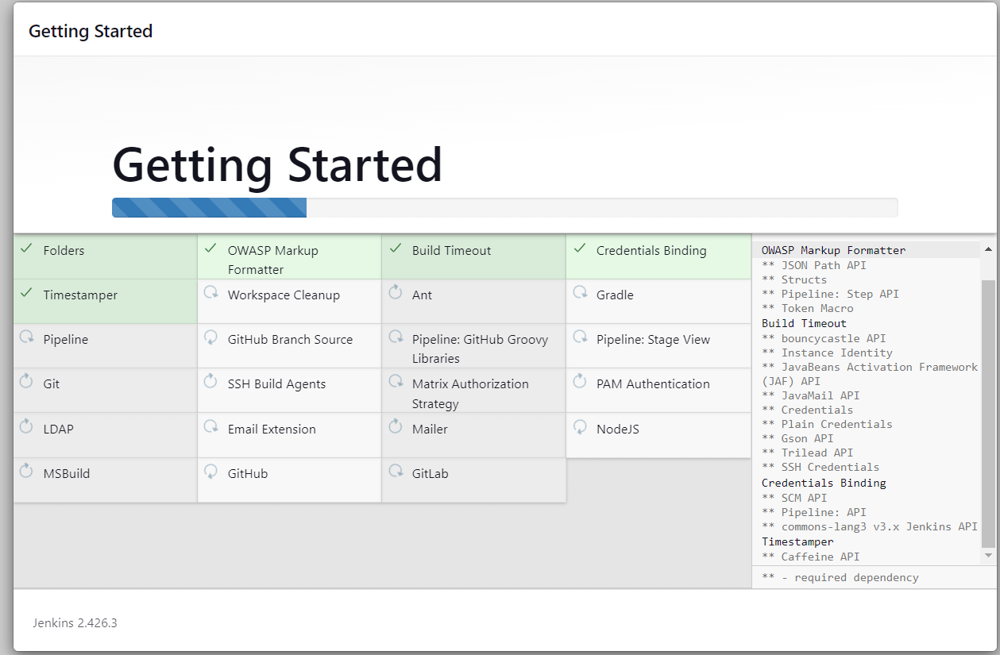 Getting Started
Getting Started
Folders
OWASP Markup
Formatter
Build Timeout
Credentials Binding
Timestamper
Workspace Cleanup
Ant
Gradle
Pipeline
GitHub Branch Source
Pipeline: GitHub Groovy
Libraries
Pipeline: Stage View
Git
SSH Build Agents
Matrix Authorization
Strategy
PAM Authentication
LDAP
Email Extension
Mailer
NodeJS
MSBuild
GitHub
GitLab
OWASP Markup Formatter
** JSON Path API
** Structs
** Pipeline: Step API
** Token Macro
Build Timeout
** bouncycastle API
** Instance Identity
** JavaBeans Activation Framework
(JAF) API
** JavaMail API
** Credentials
** Plain Credentials
** Gson API
** Trilead API
** SSH Credentials
Credentials Binding
** SCM API
** Pipeline: API
** commons-lang3 v3.x Jenkins API
Timestamper
** Caffeine API
** - required dependency
Jenkins 2.426.3